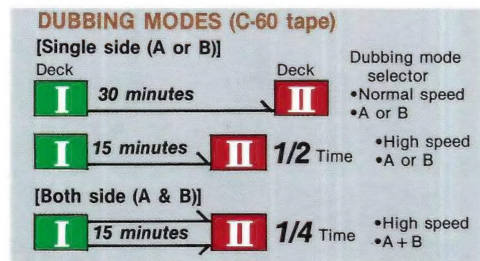 DUBBING MODES (C-60 tape)
[Single side (A or B)]
Deck Deck
I 30 minutes II
Dubbing mode
selector
•Normal speed
•A or B
I 15 minutes II 1/2 Time
•High speed
•A or B
[Both side (A & B)]
I 15 minutes II 1/4 Time
•High speed
•A+B